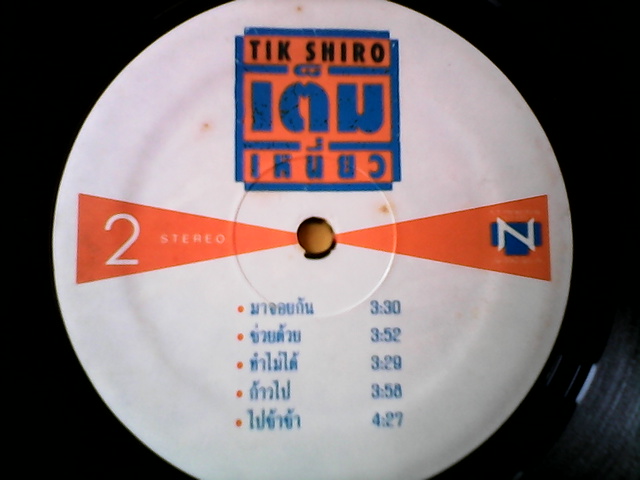 TIK SHIRO
เต็ม
เหนี่ยว
2 STEREO
N
มาจอยกัน 3:30
ช่วยด้วย 3:52
ทำไม่ได้ 3:29
ก้าวไป 3:58
ไปช้าช้า 4:27